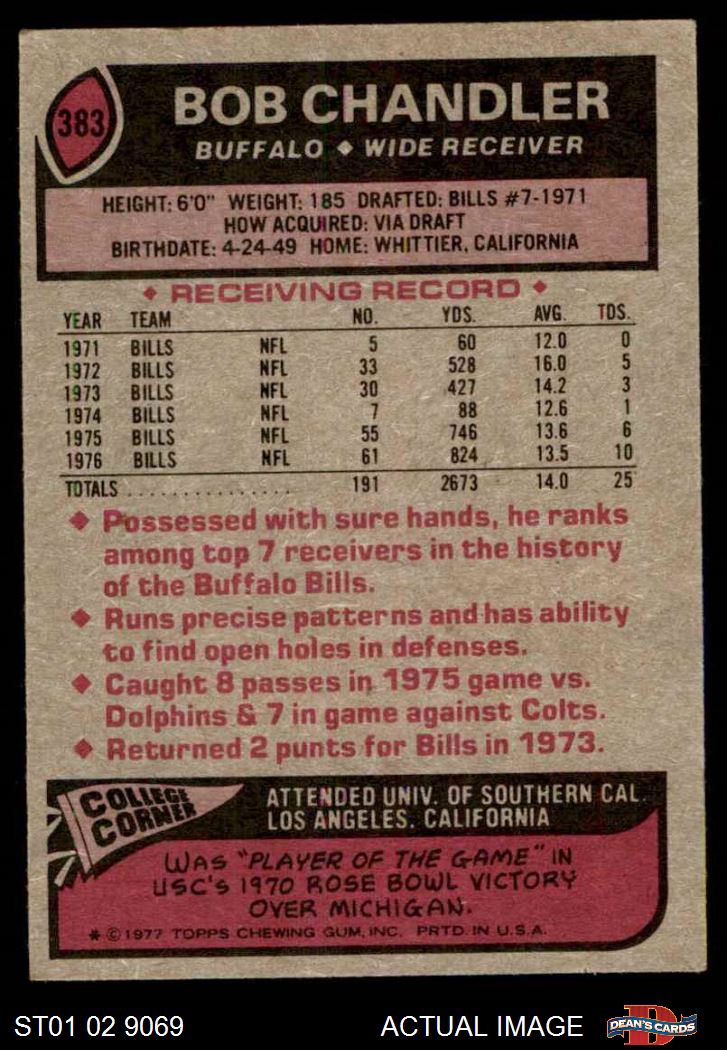 383
BOB CHANDLER
BUFFALO ♦ WIDE RECEIVER
HEIGHT: 6'0" WEIGHT: 185 DRAFTED: BILLS #7-1971
HOW ACQUIRED: VIA DRAFT
BIRTHDATE: 4-24-49 HOME: WHITTIER, CALIFORNIA
♦ RECEIVING RECORD ♦
YEAR TEAM NO. YDS. AVG. TDS.
1971 BILLS NFL 5 60 12.0 0
1972 BILLS NFL 33 528 16.0 5
1973 BILLS NFL 30 427 14.2 3
1974 BILLS NFL 7 88 12.6 1
1975 BILLS NFL 55 746 13.6 6
1976 BILLS NFL 61 824 13.5 10
TOTALS . . . . . . . . . . . . . . . . 191 2673 14.0 25
♦ Possessed with sure hands, he ranks
among top 7 receivers in the history
of the Buffalo Bills.
♦ Runs precise patterns and has ability
to find open holes in defenses.
♦ Caught 8 passes in 1975 game vs.
Dolphins & 7 in game against Colts.
♦ Returned 2 punts for Bills in 1973.
COLLEGE
CORNER
ATTENDED UNIV. OF SOUTHERN CAL.
LOS ANGELES, CALIFORNIA
WAS "PLAYER OF THE GAME" IN
USC'S 1970 ROSE BOWL VICTORY
OVER MICHIGAN.
* © 1977 TOPPS CHEWING GUM, INC. PRTD. IN U.S.A.
ST01 02 9069
ACTUAL IMAGE
D
DEAN'S CARDS